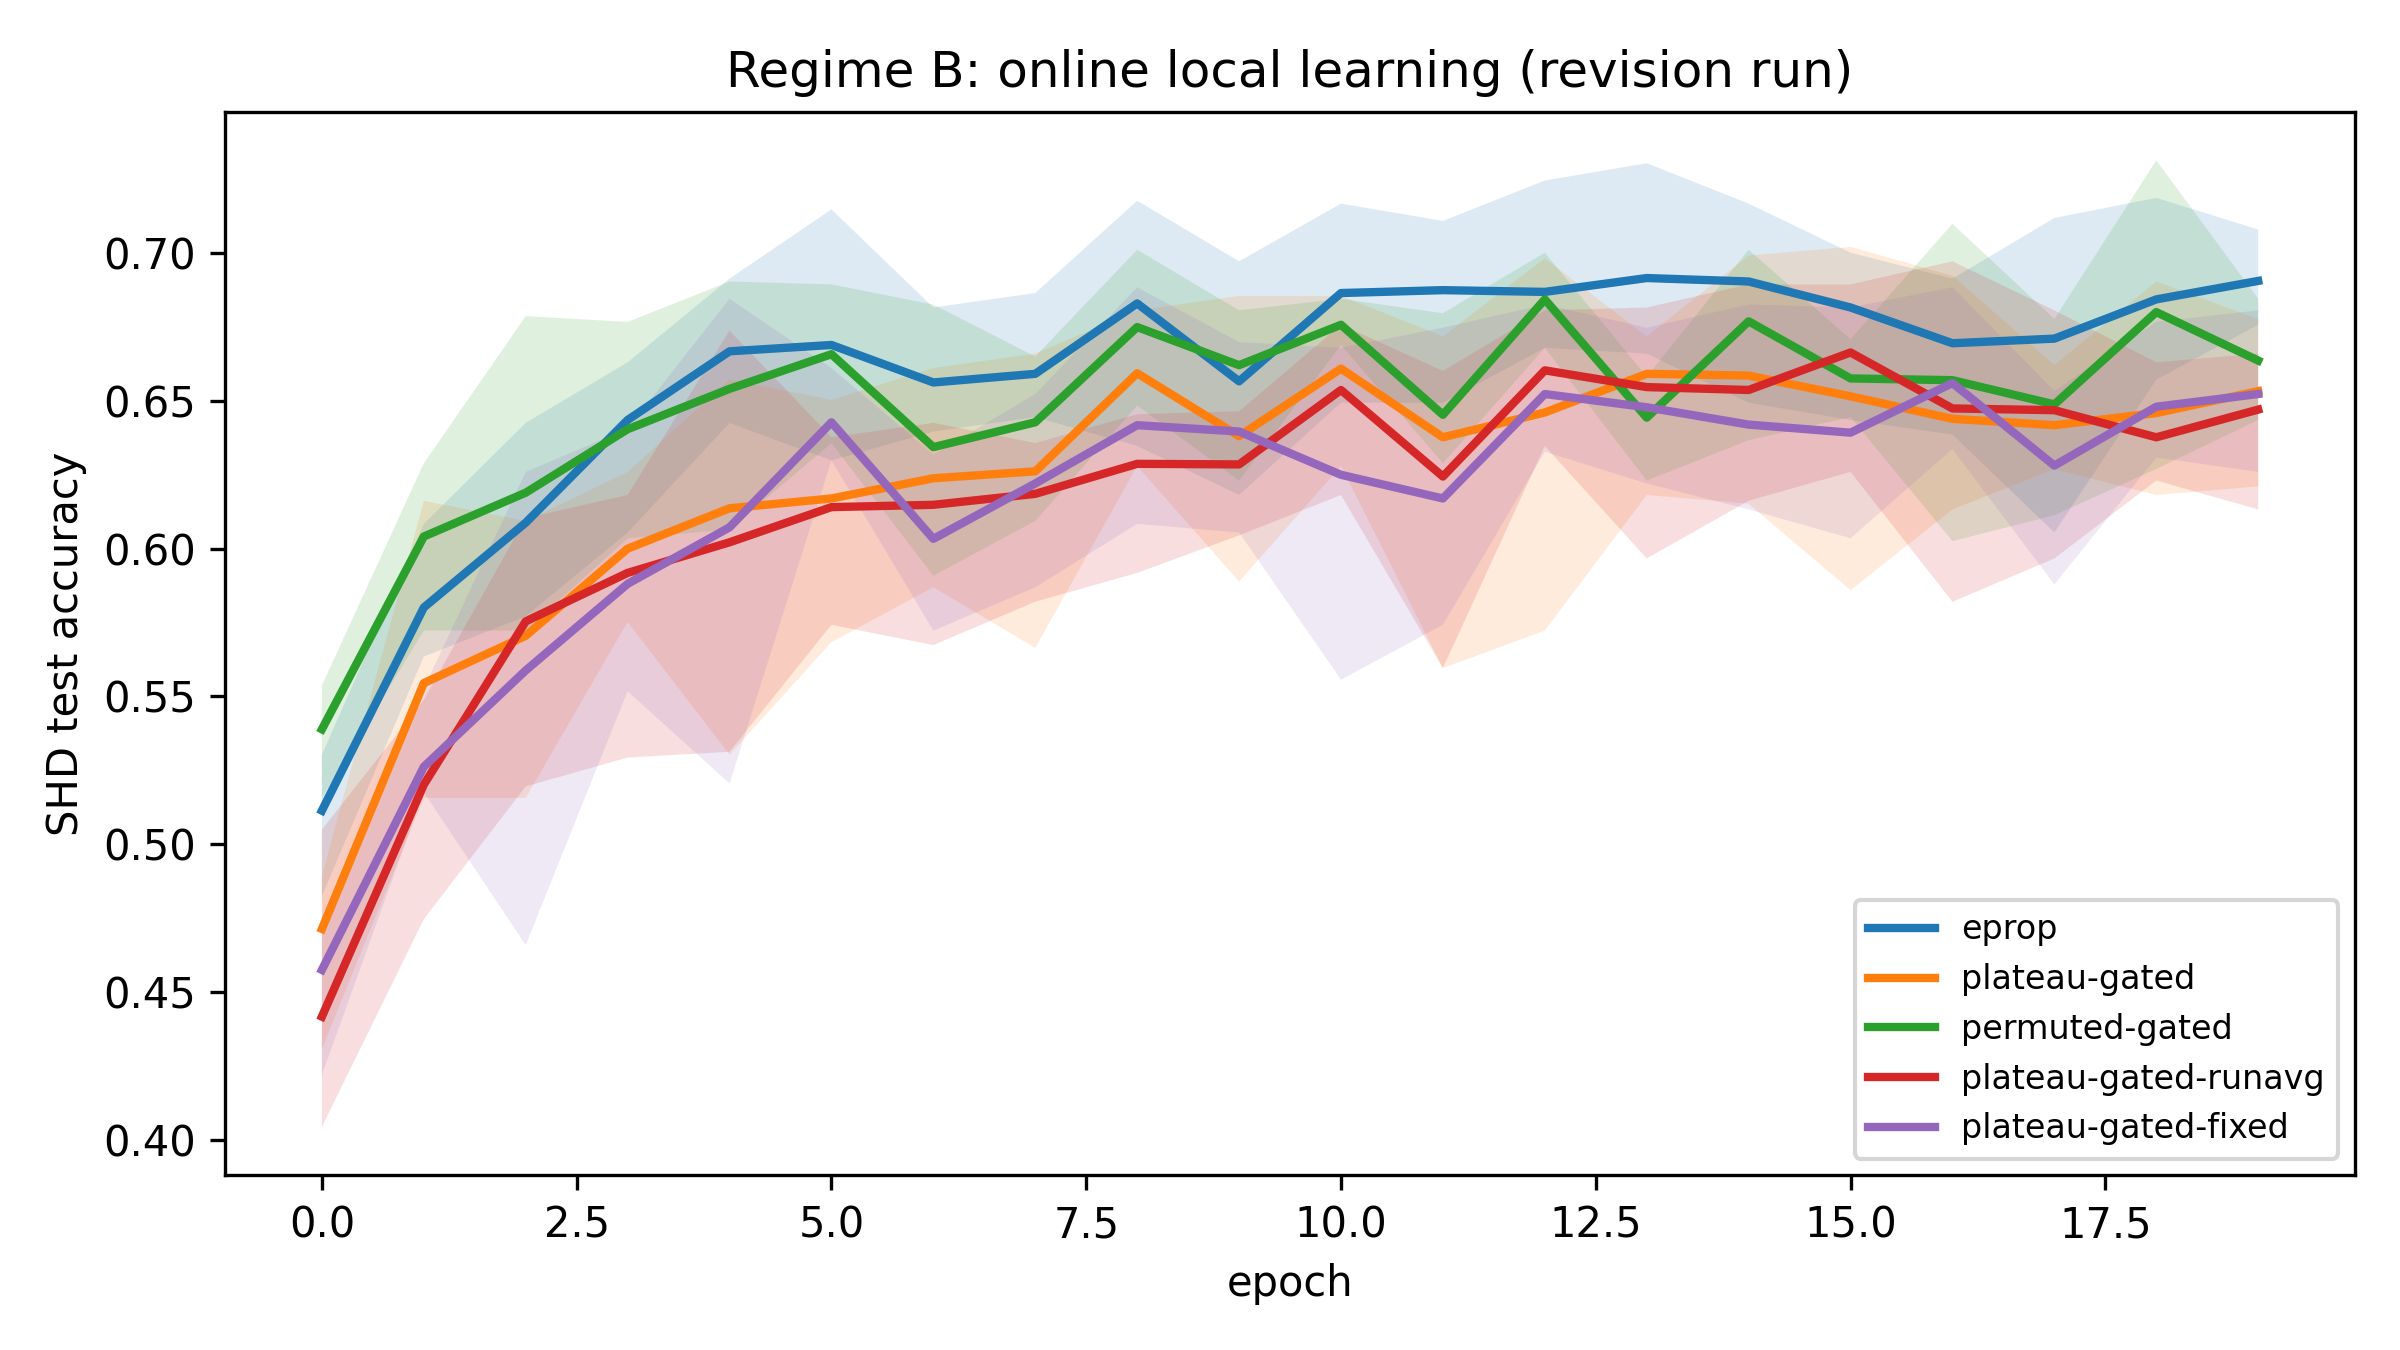 Regime B: online local learning (revision run)
SHD test accuracy
0.70
0.65
0.60
0.55
0.50
0.45
0.40
eprop
plateau-gated
permuted-gated
plateau-gated-runavg
plateau-gated-fixed
0.0 2.5 5.0 7.5 10.0 12.5 15.0 17.5
epoch